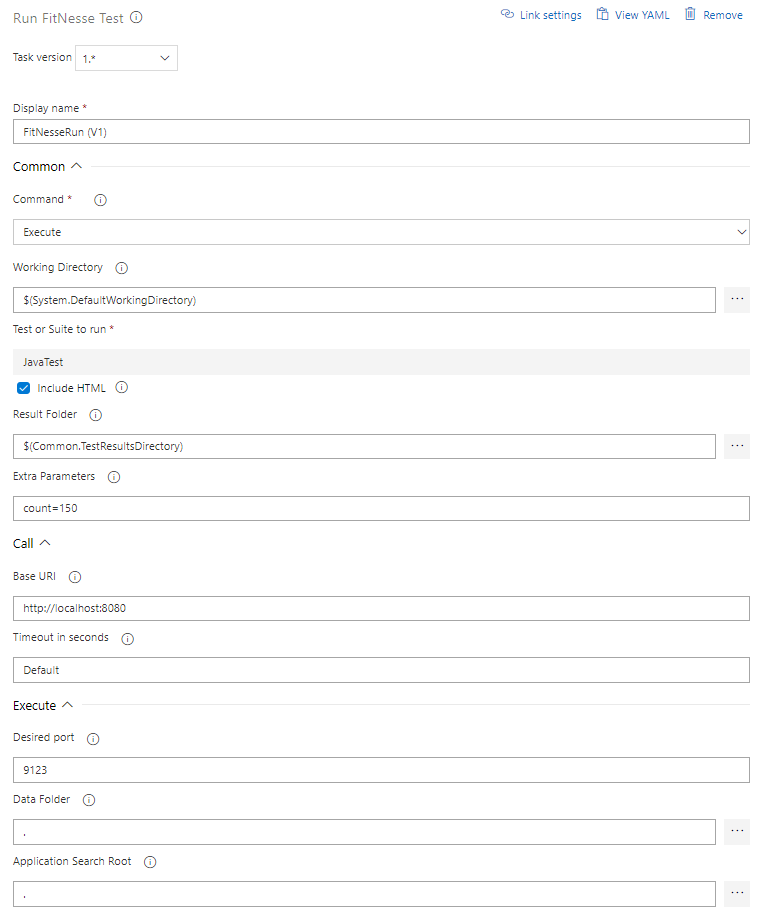 Run FitNesse Test
Link settings View YAML Remove
Task version 1.*
Display name *
FitNesseRun (V1)
Common
Command *
Execute
Working Directory
$(System.DefaultWorkingDirectory)
...
Test or Suite to run *
JavaTest
Include HTML
Result Folder
$(Common.TestResultsDirectory)
...
Extra Parameters
count=150
Call
Base URI
http://localhost:8080
Timeout in seconds
Default
Execute
Desired port
9123
Data Folder
.
...
Application Search Root
.
...